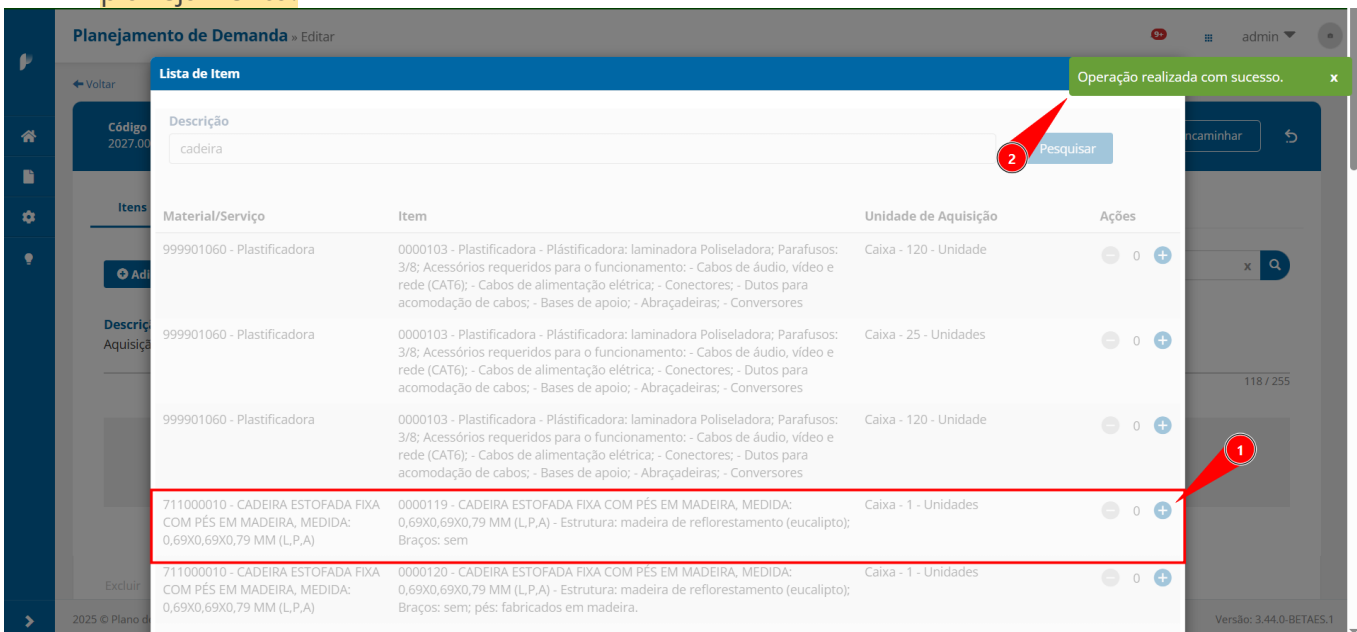 Planejamento de Demanda » Editar
9+
admin
Voltar
Lista de Item
Operação realizada com sucesso.
x
Código
2027.00
Descrição
cadeira
2
Pesquisar
ncaminhar
Itens
Material/Serviço
Item
Unidade de Aquisição
Ações
999901060 - Plastificadora
0000103 - Plastificadora - Plástificadora: laminadora Poliseladora; Parafusos:
3/8; Acessórios requeridos para o funcionamento: - Cabos de áudio, vídeo e
rede (CAT6); - Cabos de alimentação elétrica; - Conectores; - Dutos para
acomodação de cabos; - Bases de apoio; - Abraçadeiras; - Conversores
Caixa - 120 - Unidade
0
x
Adi
Descriç
Aquisiçã
999901060 - Plastificadora
0000103 - Plastificadora - Plástificadora: laminadora Poliseladora; Parafusos:
3/8; Acessórios requeridos para o funcionamento: - Cabos de áudio, vídeo e
rede (CAT6); - Cabos de alimentação elétrica; - Conectores; - Dutos para
acomodação de cabos; - Bases de apoio; - Abraçadeiras; - Conversores
Caixa - 25 - Unidades
0
118 / 255
999901060 - Plastificadora
0000103 - Plastificadora - Plástificadora: laminadora Poliseladora; Parafusos:
3/8; Acessórios requeridos para o funcionamento: - Cabos de áudio, vídeo e
rede (CAT6); - Cabos de alimentação elétrica; - Conectores; - Dutos para
acomodação de cabos; - Bases de apoio; - Abraçadeiras; - Conversores
Caixa - 120 - Unidade
0
1
711000010 - CADEIRA ESTOFADA FIXA
COM PÉS EM MADEIRA, MEDIDA:
0,69X0,69X0,79 MM (L,P,A)
0000119 - CADEIRA ESTOFADA FIXA COM PÉS EM MADEIRA, MEDIDA:
0,69X0,69X0,79 MM (L,P,A) - Estrutura: madeira de reflorestamento (eucalipto);
Braços: sem
Caixa - 1 - Unidades
0
711000010 - CADEIRA ESTOFADA FIXA
COM PÉS EM MADEIRA, MEDIDA:
0,69X0,69X0,79 MM (L,P,A)
0000120 - CADEIRA ESTOFADA FIXA COM PÉS EM MADEIRA, MEDIDA:
0,69X0,69X0,79 MM (L,P,A) - Estrutura: madeira de reflorestamento (eucalipto);
Braços: sem; pés: fabricados em madeira.
Caixa - 1 - Unidades
0
Excluir
2025 © Plano d
Versão: 3.44.0-BETAES.1